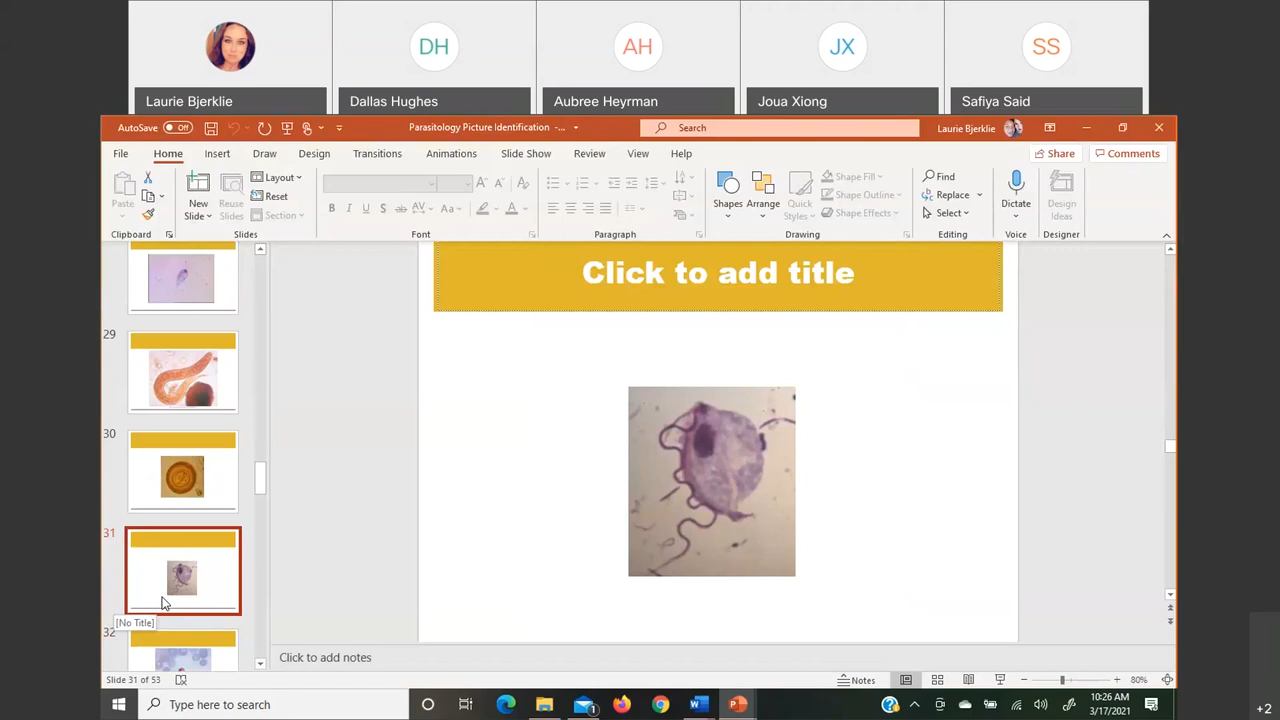 DH
AH
JX
SS
Laurie Bjerklie
Dallas Hughes
Aubree Heyrman
Joua Xiong
Safiya Said
AutoSave Off
Parasitology Picture Identification -...
Search
Laurie Bjerklie
File
Home
Insert
Draw
Design
Transitions
Animations
Slide Show
Review
View
Help
Share
Comments
Paste
New
Slide
Reuse
Slides
Layout
Reset
Section
B I U S ab AV Aa A
Shapes
Arrange
Quick
Styles
Shape Fill
Shape Outline
Shape Effects
Find
Replace
Select
Dictate
Design
Ideas
Clipboard
Slides
Font
Paragraph
Drawing
Editing
Voice
Designer
Click to add title
29
30
31
[No Title]
32
Click to add notes
Slide 31 of 53
Notes
80%
Type here to search
10:26 AM
3/17/2021
+2